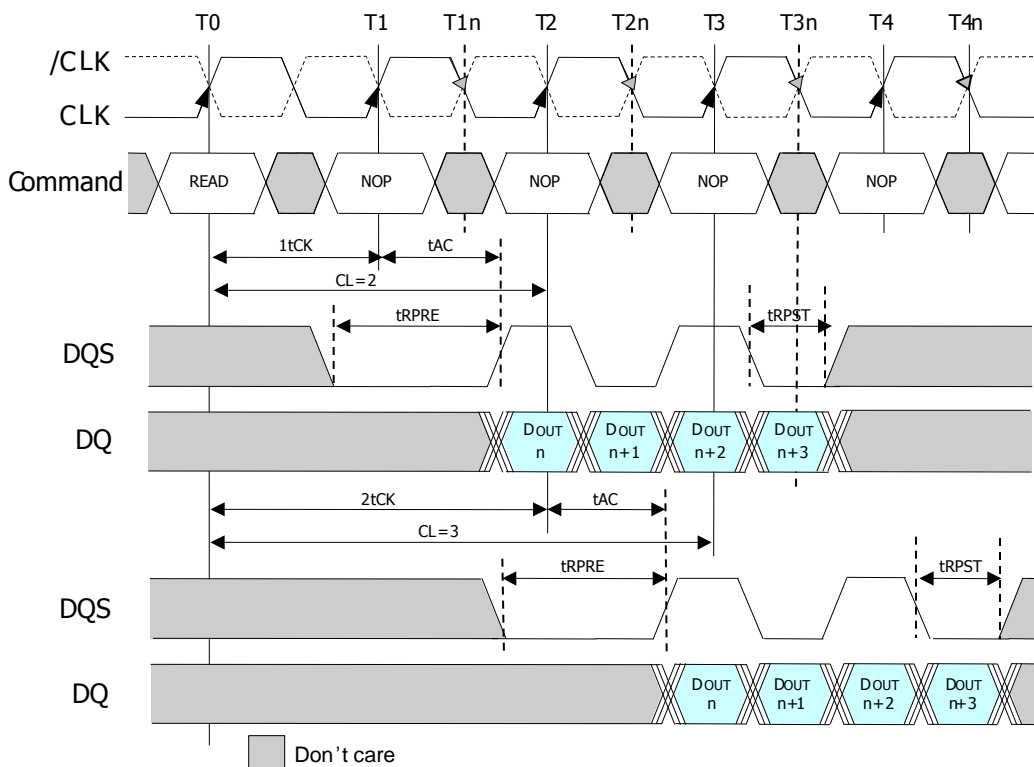 T0 T1 T1n T2 T2n T3 T3n T4 T4n
/CLK
CLK
Command READ NOP NOP NOP NOP
1tCK tAC
CL=2
tRPRE tRPST
DQS
DQ DOUT n DOUT n+1 DOUT n+2 DOUT n+3
2tCK tAC
CL=3
tRPRE tRPST
DQS
DQ DOUT n DOUT n+1 DOUT n+2 DOUT n+3
Don't care